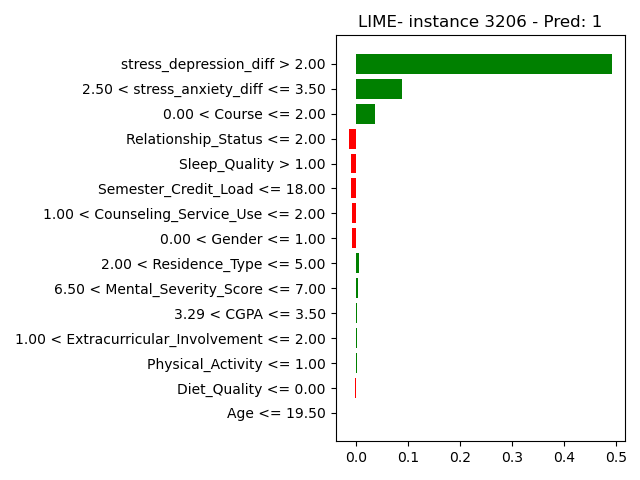 LIME- instance 3206 - Pred: 1
stress_depression_diff > 2.00
2.50 < stress_anxiety_diff <= 3.50
0.00 < Course <= 2.00
Relationship_Status <= 2.00
Sleep_Quality > 1.00
Semester_Credit_Load <= 18.00
1.00 < Counseling_Service_Use <= 2.00
0.00 < Gender <= 1.00
2.00 < Residence_Type <= 5.00
6.50 < Mental_Severity_Score <= 7.00
3.29 < CGPA <= 3.50
1.00 < Extracurricular_Involvement <= 2.00
Physical_Activity <= 1.00
Diet_Quality <= 0.00
Age <= 19.50
0.0 0.1 0.2 0.3 0.4 0.5